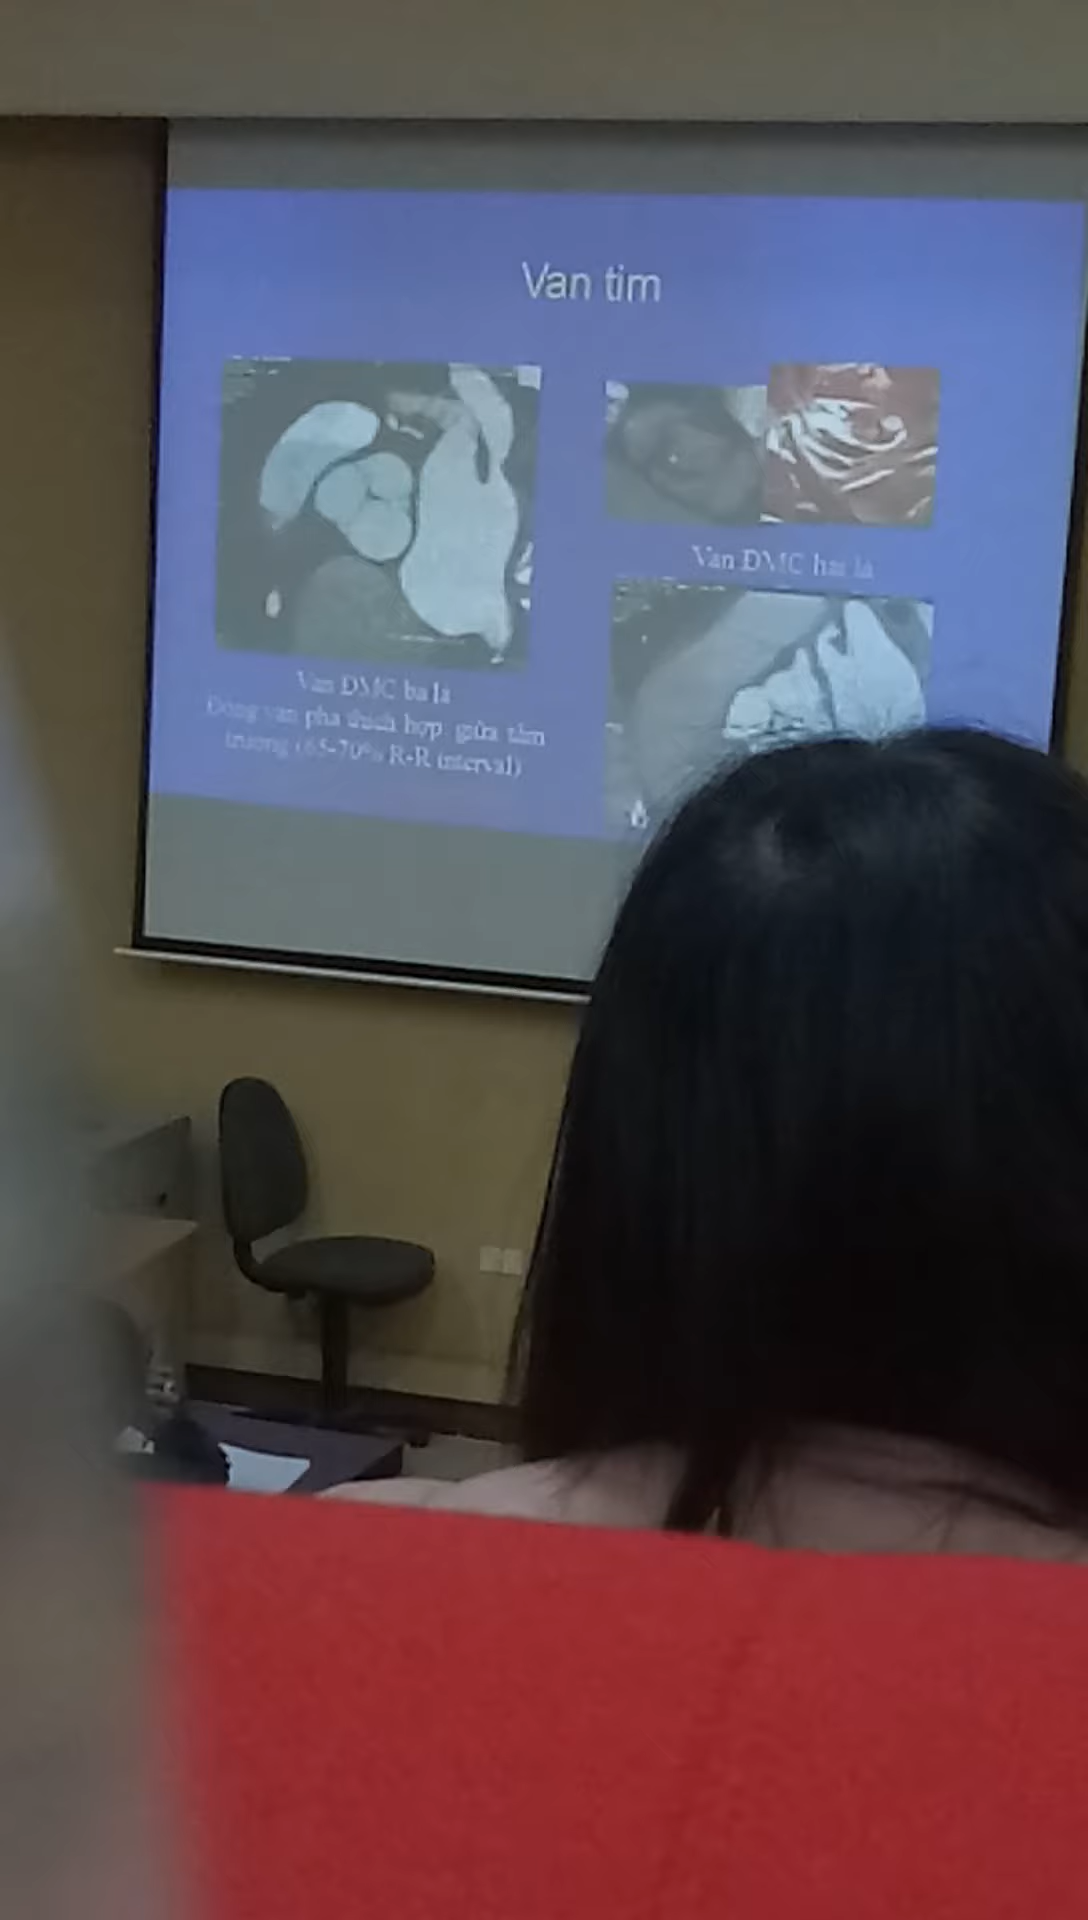 Van tim
Van ĐMC hai lá
Van ĐMC ba lá
Đóng van pha thích hợp giữa tâm
trương (65-70% R-R interval)